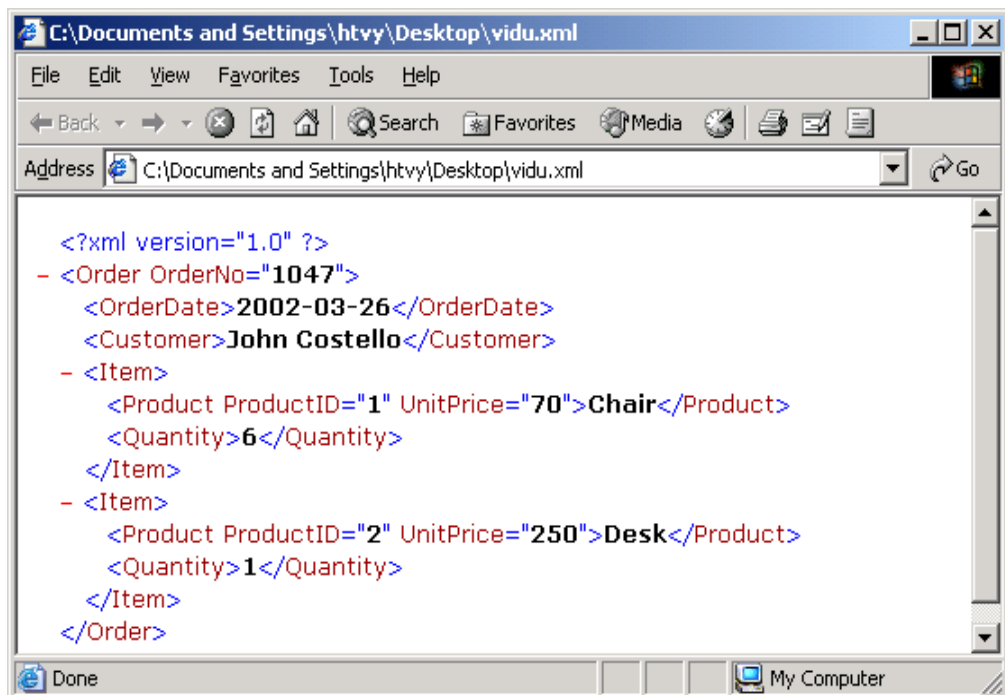 C:\Documents and Settings\htvy\Desktop\vidu.xml
File Edit View Favorites Tools Help
Back Search Favorites Media
Address C:\Documents and Settings\htvy\Desktop\vidu.xml Go
<?xml version="1.0" ?>
- <Order OrderNo="1047">
<OrderDate>2002-03-26</OrderDate>
<Customer>John Costello</Customer>
- <Item>
<Product ProductID="1" UnitPrice="70">Chair</Product>
<Quantity>6</Quantity>
</Item>
- <Item>
<Product ProductID="2" UnitPrice="250">Desk</Product>
<Quantity>1</Quantity>
</Item>
</Order>
Done My Computer